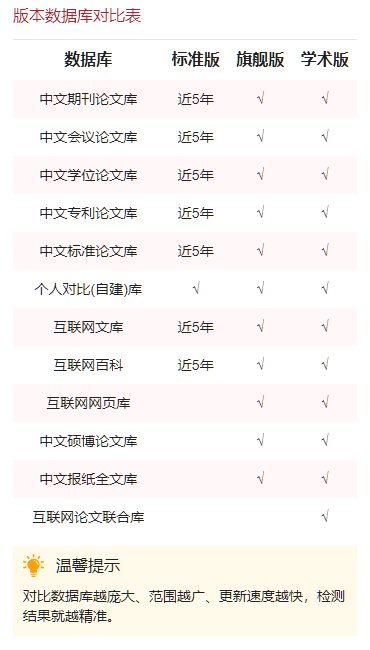 版本数据库对比表
数据库 标准版 旗舰版 学术版
中文期刊论文库 近5年 √ √
中文会议论文库 近5年 √ √
中文学位论文库 近5年 √ √
中文专利论文库 近5年 √ √
中文标准论文库 近5年 √ √
个人对比(自建)库 √ √ √
互联网文库 近5年 √ √
互联网百科 近5年 √ √
互联网网页库 √ √
中文硕博论文库 √ √
中文报纸全文库 √ √
互联网论文联合库 √
温馨提示
对比数据库越庞大、范围越广、更新速度越快，检测
结果就越精准。